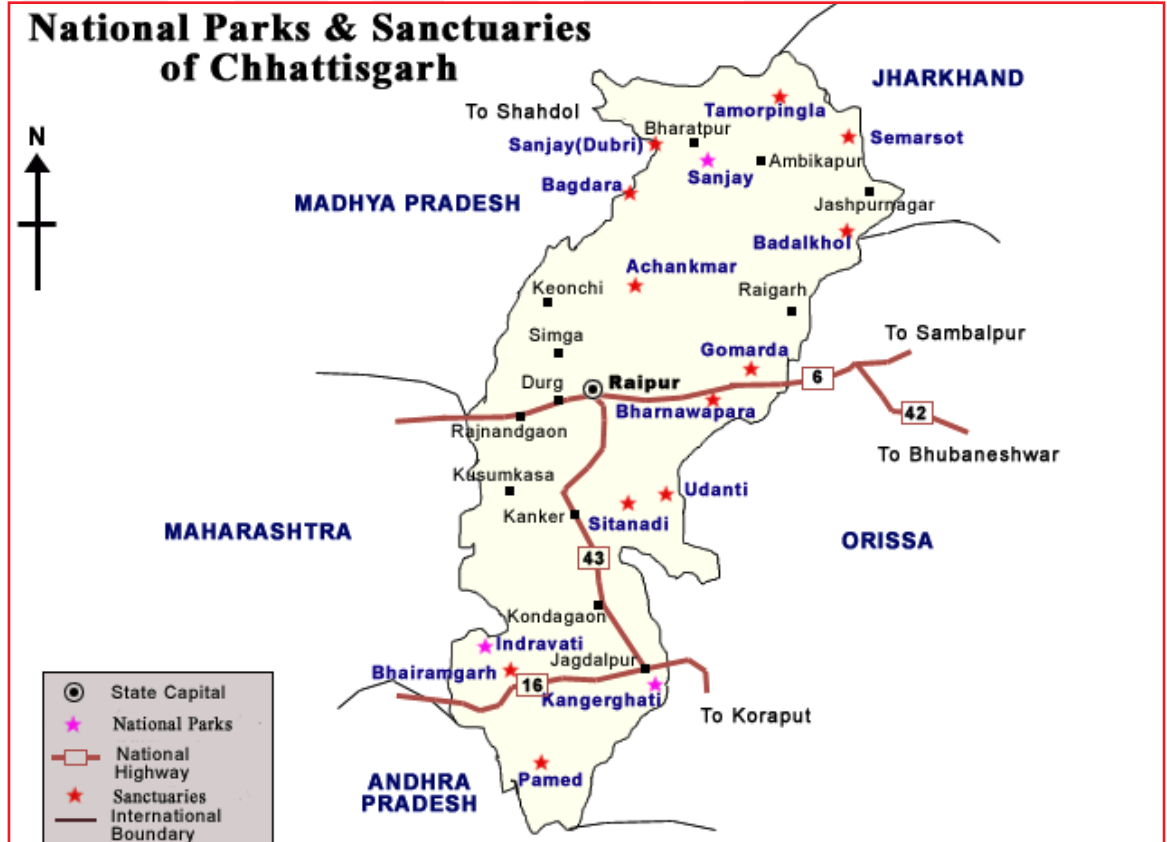 National Parks & Sanctuaries
of Chhattisgarh
JHARKHAND
To Shahdol
Tamorpingla
Bharatpur
Semarsot
Sanjay(Dubri)
Ambikapur
Sanjay
N
Bagdara
MADHYA PRADESH
Jashpurnagar
Badalkhol
Achankmar
Keonchi
Raigarh
Simga
To Sambalpur
Gomarda
Durg
Raipur
6
Bharnawapara
42
Rajnandgaon
To Bhubaneshwar
Kusumkasa
Udanti
Kanker
Sitanadi
MAHARASHTRA
ORISSA
43
Kondagaon
Indravati
Jagdalpur
Bhairamgarh
16
Kangerghati
To Koraput
Pamed
ANDHRA
PRADESH
State Capital
National Parks
National
Highway
Sanctuaries
International
Boundary